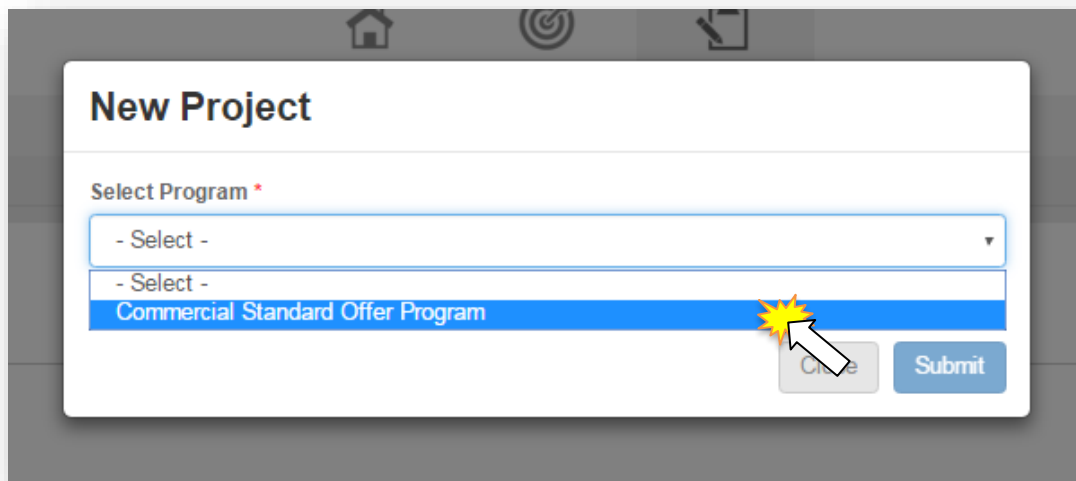 New Project
Select Program *
- Select -
- Select -
Commercial Standard Offer Program
Submit